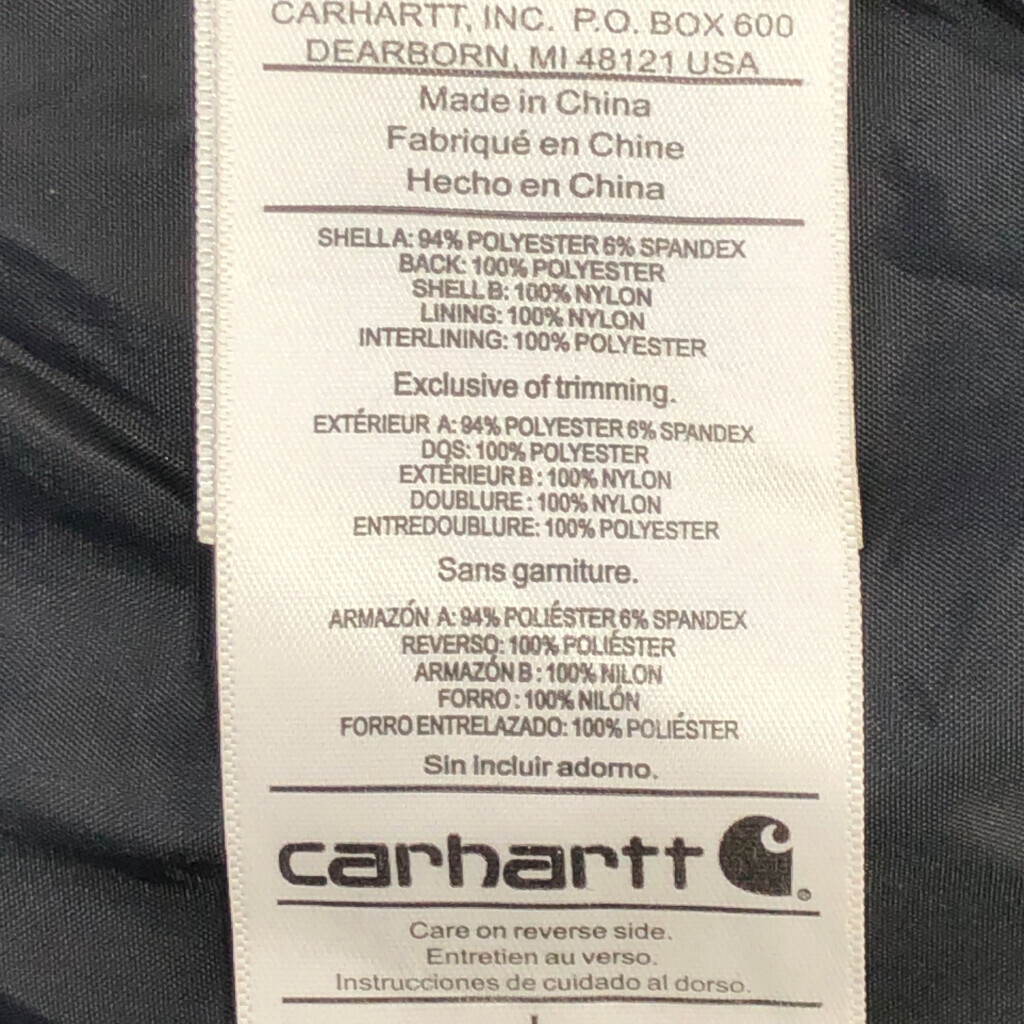 CARHARTT, INC. P.O. BOX 600
DEARBORN, MI 48121 USA
Made in China
Fabriqué en Chine
Hecho en China
SHELL A: 94% POLYESTER 6% SPANDEX
BACK: 100% POLYESTER
SHELL B: 100% NYLON
LINING: 100% NYLON
INTERLINING: 100% POLYESTER
Exclusive of trimming.
EXTÉRIEUR A: 94% POLYESTER 6% SPANDEX
DOS: 100% POLYESTER
EXTÉRIEUR B : 100% NYLON
DOUBLURE : 100% NYLON
ENTREDOUBLURE: 100% POLYESTER
Sans garniture.
ARMAZÓN A: 94% POLIÉSTER 6% SPANDEX
REVERSO: 100% POLIÉSTER
ARMAZÓN B : 100% NILON
FORRO : 100% NILÓN
FORRO ENTRELAZADO: 100% POLIÉSTER
Sin incluir adorno.
carhartt
Care on reverse side.
Entretien au verso.
Instrucciones de cuidado al dorso.